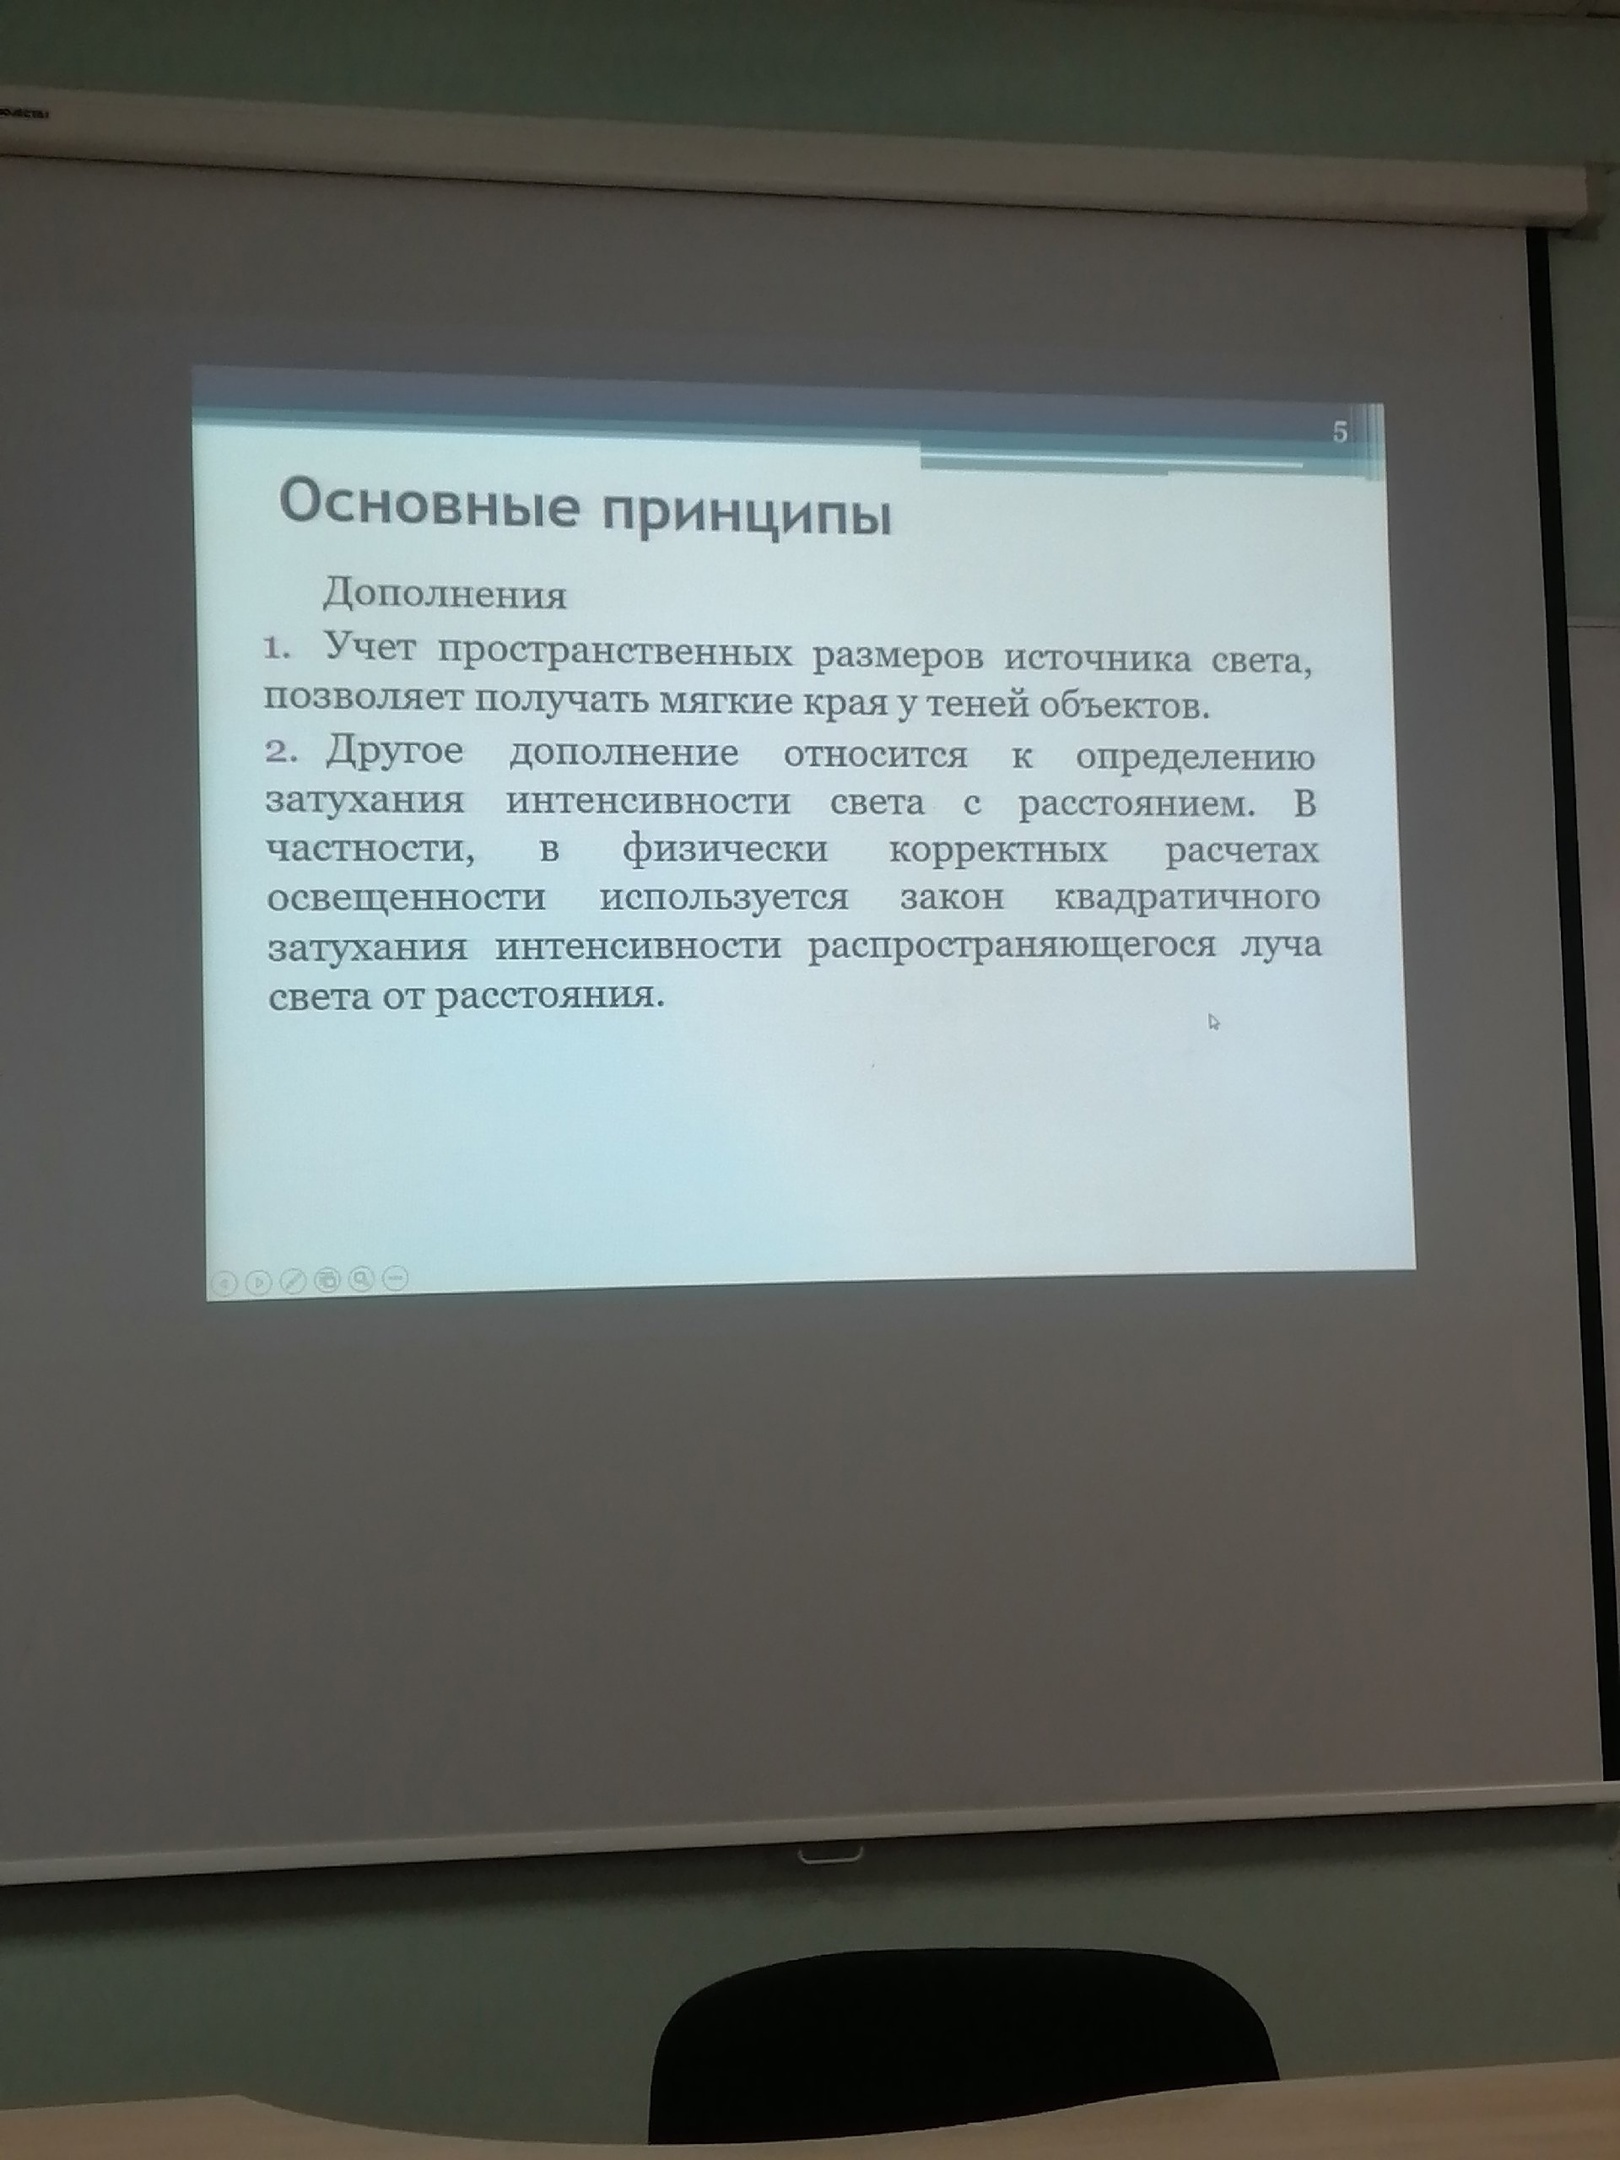 5
Основные принципы
Дополнения
1. Учет пространственных размеров источника света,
позволяет получать мягкие края у теней объектов.
2. Другое дополнение относится к определению
затухания интенсивности света с расстоянием. В
частности, в физически корректных расчетах
освещенности используется закон квадратичного
затухания интенсивности распространяющегося луча
света от расстояния.